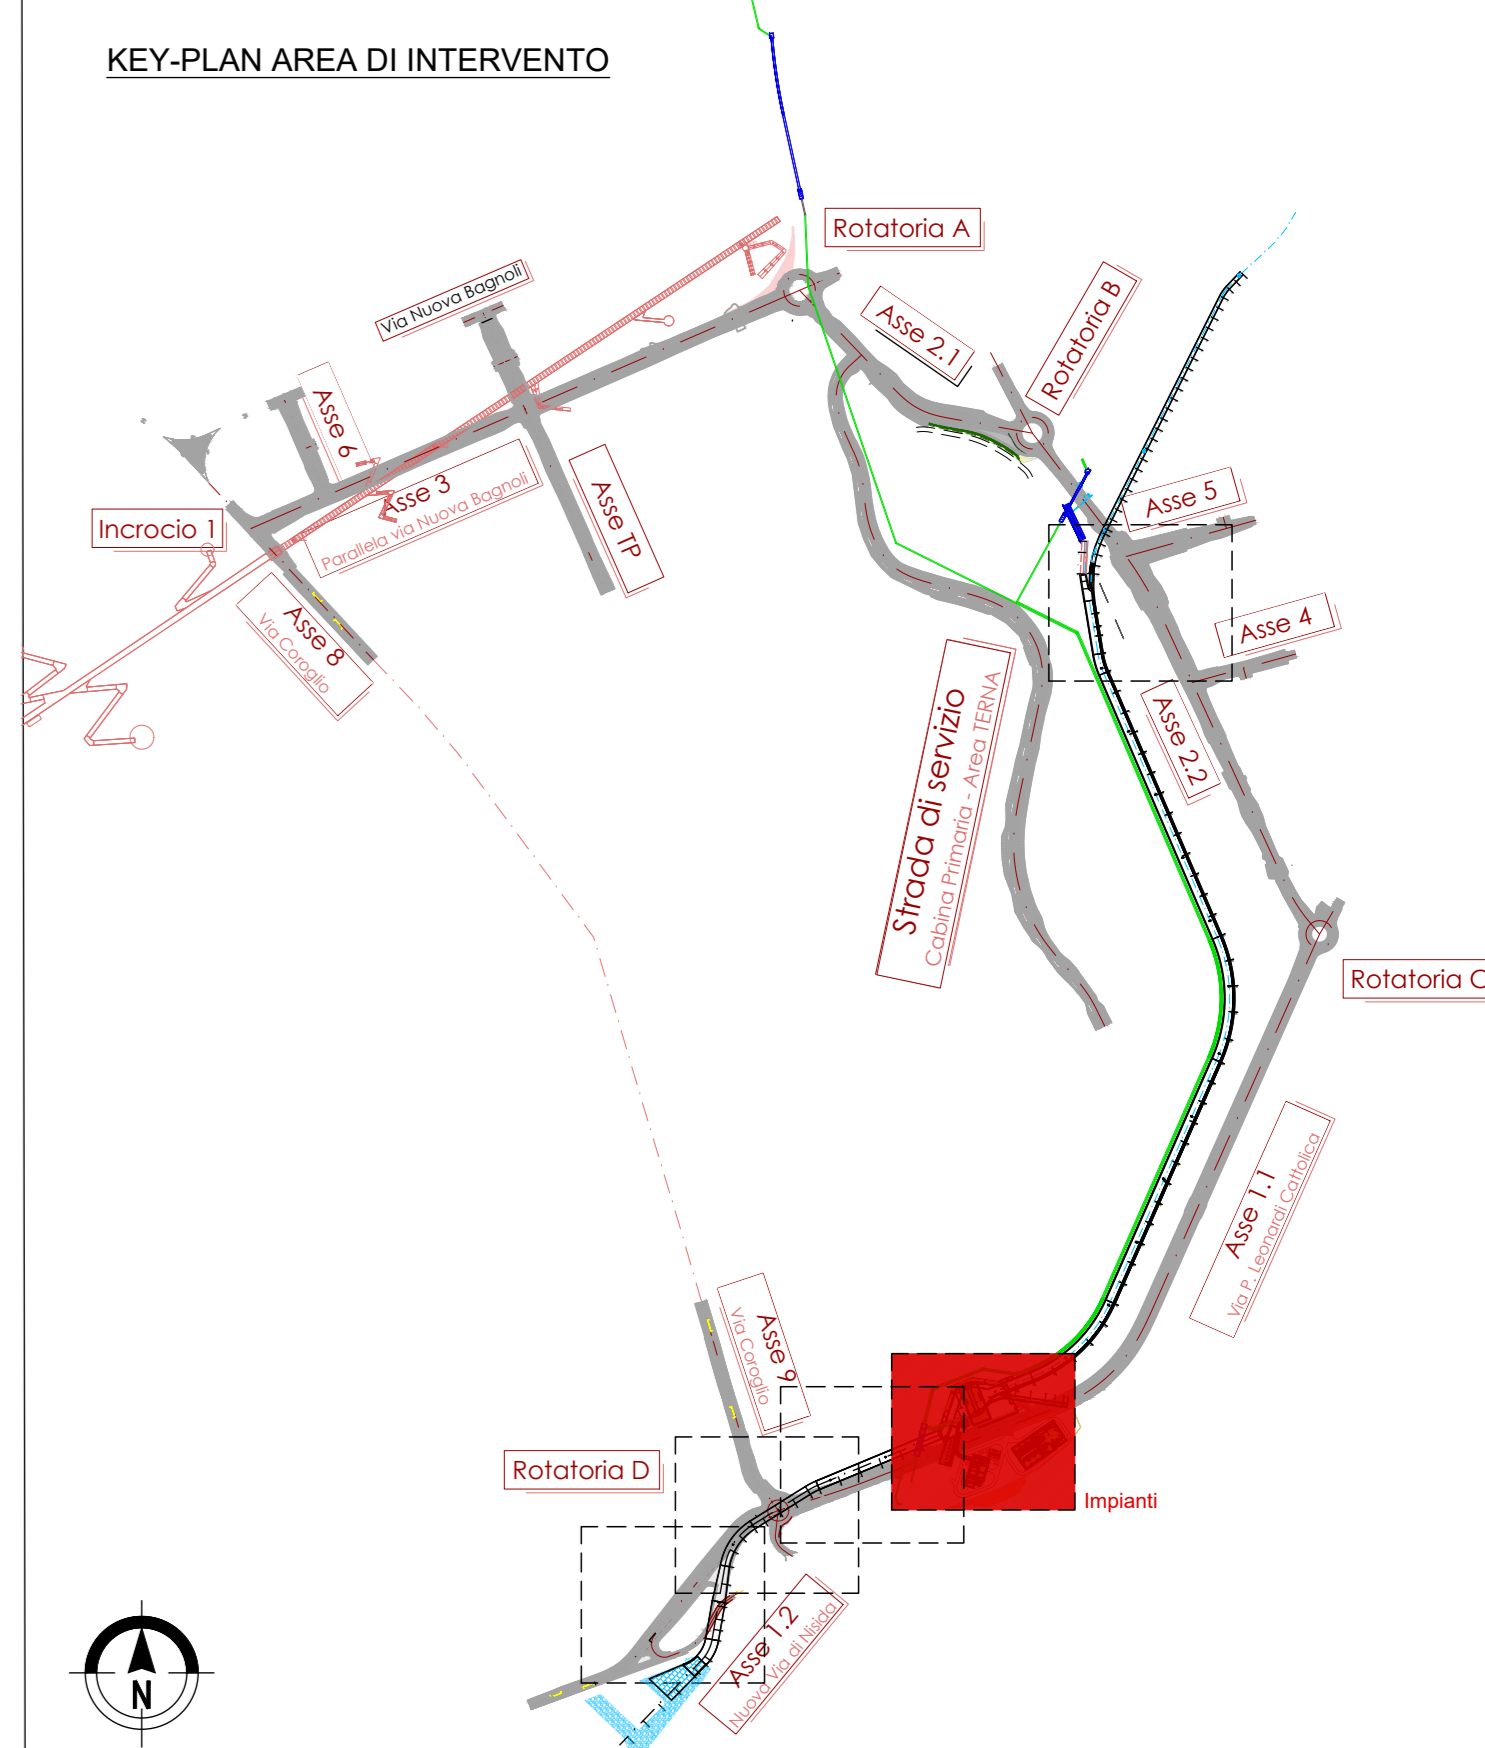 KEY-PLAN AREA DI INTERVENTO
Rotatoria A
Via Nuova Bagnoli
Asse 2.1
Rotatoria B
Asse 6
Asse 3
Parallela via Nuova Bagnoli
Asse TP
Asse 5
Incrocio 1
Asse 8
Via Coroglio
Asse 4
Strada di servizio
Cabina Primaria - Area TERNA
Asse 2.2
Rotatoria C
Asse 1.1
Via P. Leonardi Cattolica
Asse 9
Via Coroglio
Rotatoria D
Impianti
Asse 1.2
Nuova Via di Nisida
N